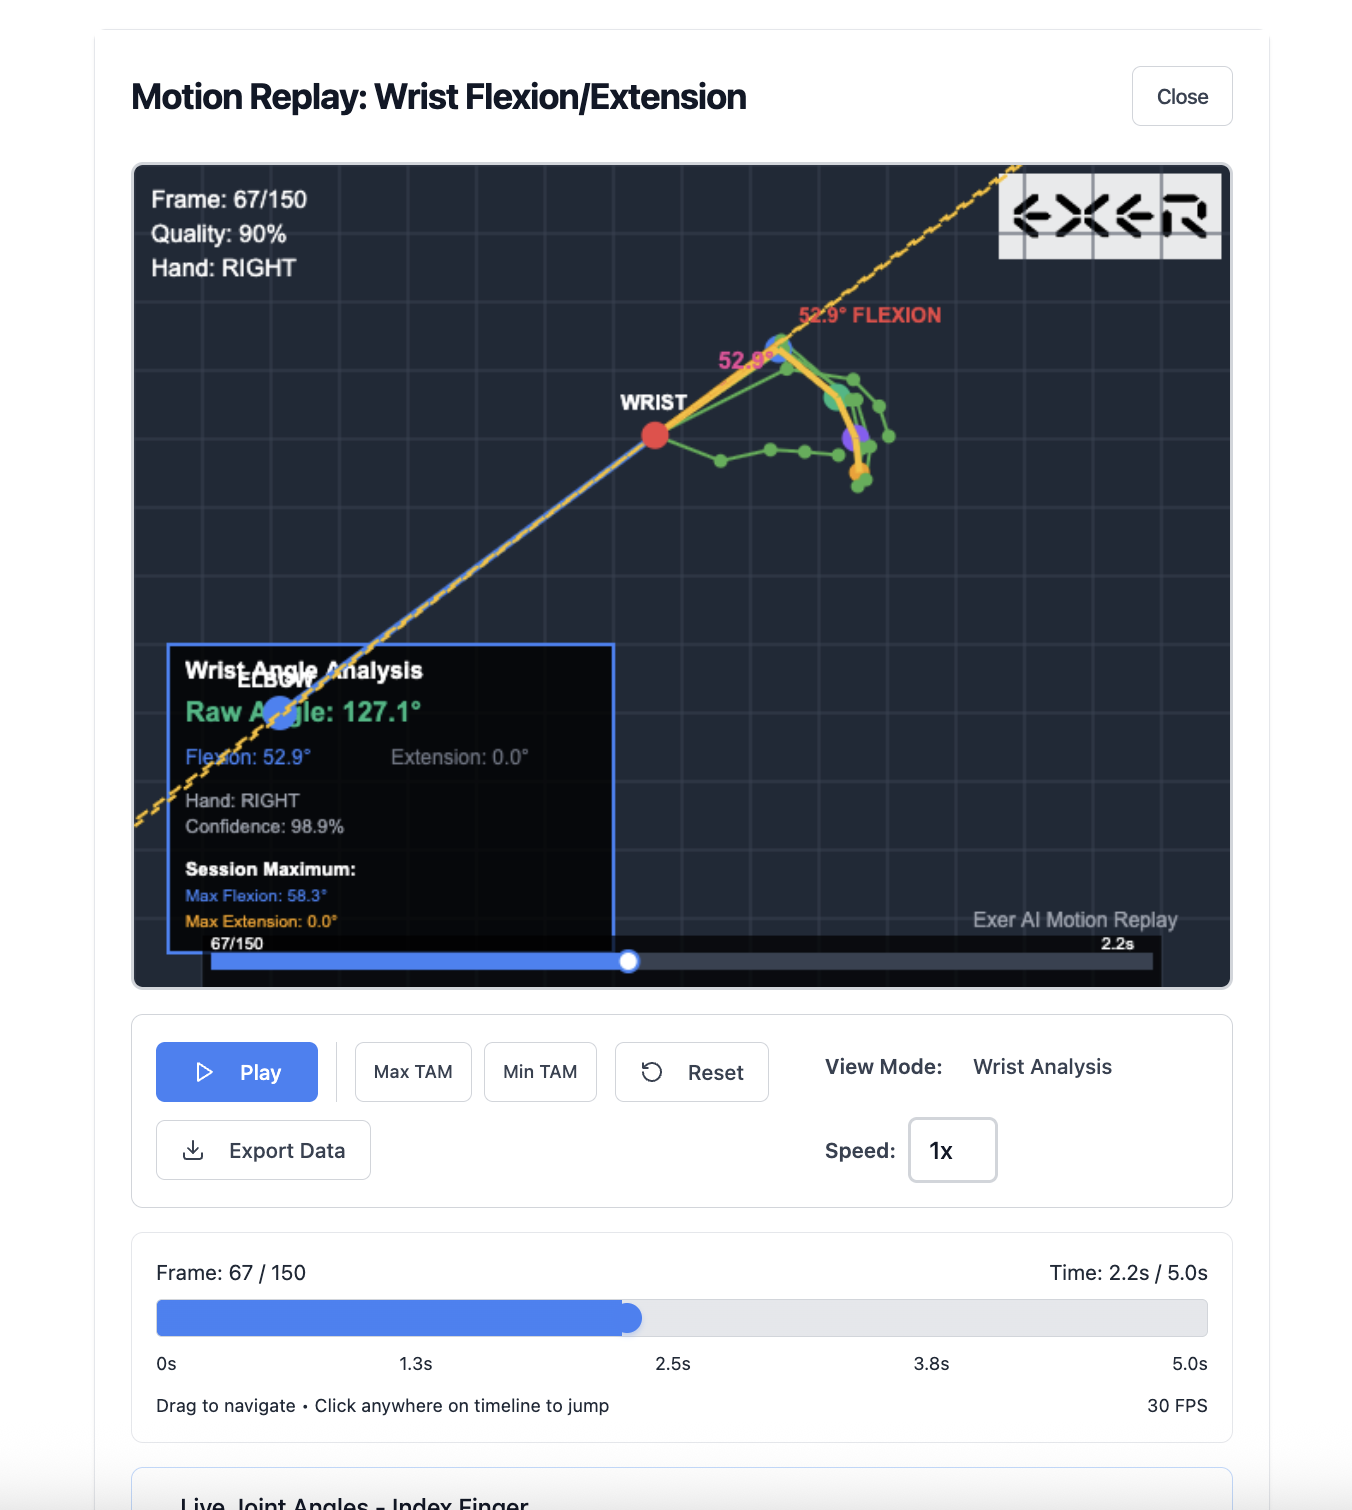 Motion Replay: Wrist Flexion/Extension
Close
Frame: 67/150
Quality: 90%
Hand: RIGHT
EXER
52.9° FLEXION
52.9°
WRIST
Wrist Angle Analysis
ELBOW
Raw Angle: 127.1°
Flexion: 52.9°
Extension: 0.0°
Hand: RIGHT
Confidence: 98.9%
Session Maximum:
Max Flexion: 58.3°
Max Extension: 0.0°
Exer AI Motion Replay
67/150
2.2s
Play
Max TAM
Min TAM
Reset
View Mode:
Wrist Analysis
Export Data
Speed:
1x
Frame: 67 / 150
Time: 2.2s / 5.0s
0s
1.3s
2.5s
3.8s
5.0s
Drag to navigate • Click anywhere on timeline to jump
30 FPS
Live Joint Angles - Index Finger